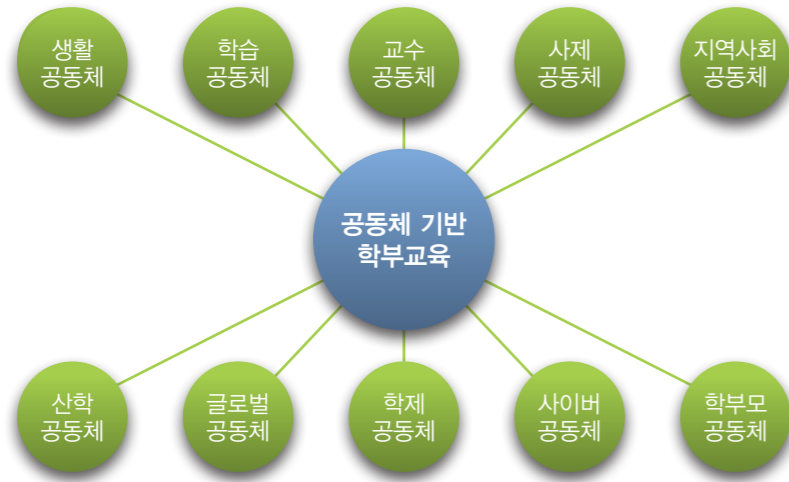 생활
공동체
학습
공동체
교수
공동체
사제
공동체
지역사회
공동체
공동체 기반
학부교육
산학
공동체
글로벌
공동체
학제
공동체
사이버
공동체
학부모
공동체